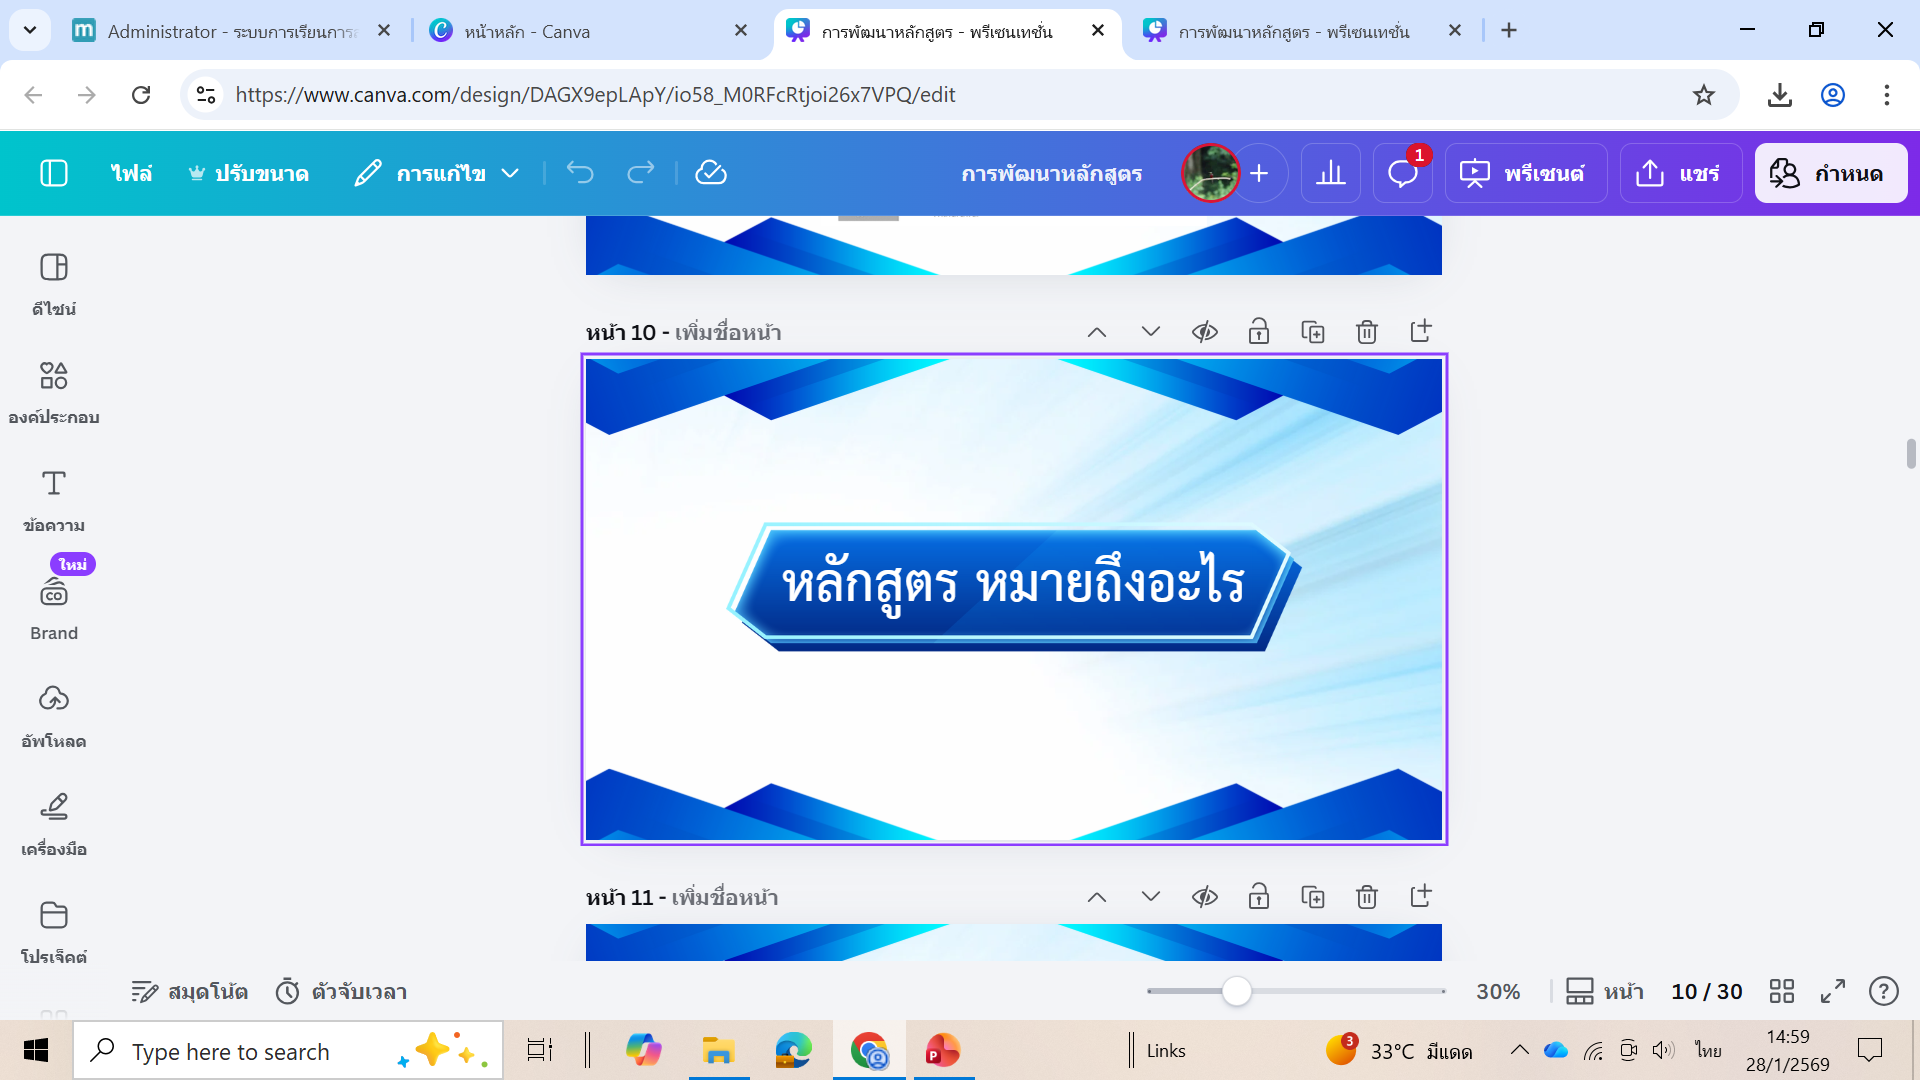 Administrator - ระบบการเรียนการส
หน้าหลัก - Canva
การพัฒนาหลักสูตร - พรีเซนเทชั่น
การพัฒนาหลักสูตร - พรีเซนเทชั่น
https://www.canva.com/design/DAGX9epLApY/io58_M0RFcRtjoi26x7VPQ/edit
ไฟล์
ปรับขนาด
การแก้ไข
การพัฒนาหลักสูตร
1
พรีเซนต์
แชร์
กำหนด
ดีไซน์
องค์ประกอบ
ข้อความ
ใหม่
Brand
อัพโหลด
เครื่องมือ
โปรเจ็คต์
หน้า 10 - เพิ่มชื่อหน้า
หลักสูตร หมายถึงอะไร
หน้า 11 - เพิ่มชื่อหน้า
สมุดโน้ต
ตัวจับเวลา
30%
หน้า
10 / 30
Type here to search
Links
3
33°C มีแดด
ไทย
14:59
28/1/2569